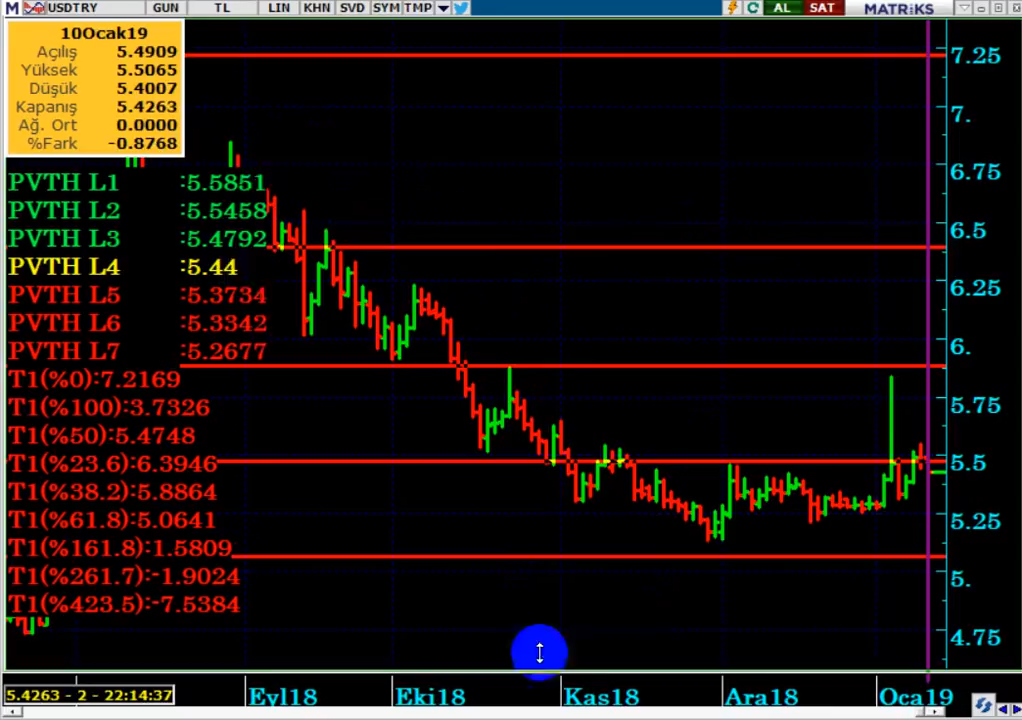 M USDTRY GUN TL LIN KHN SVD SYM TMP AL SAT MATRiKS
10Ocak19
Açılış 5.4909
Yüksek 5.5065
Düşük 5.4007
Kapanış 5.4263
Ağ. Ort 0.0000
%Fark -0.8768
PVTH L1 :5.5851
PVTH L2 :5.5458
PVTH L3 :5.4792
PVTH L4 :5.44
PVTH L5 :5.3734
PVTH L6 :5.3342
PVTH L7 :5.2677
T1(%0):7.2169
T1(%100):3.7326
T1(%50):5.4748
T1(%23.6):6.3946
T1(%38.2):5.8864
T1(%61.8):5.0641
T1(%161.8):1.5809
T1(%261.7):-1.9024
T1(%423.5):-7.5384
7.25
7.
6.75
6.5
6.25
6.
5.75
5.5
5.25
5.
4.75
5.4263 - 2 - 22:14:37
Eyl18 Eki18 Kas18 Ara18 Oca19